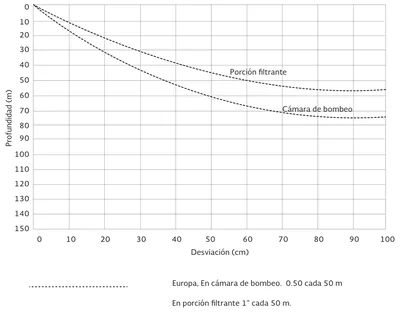 0
10
20
30
40
50
60
70
80
90
100
110
120
130
140
150
Profundidad (m)
Porción filtrante
Cámara de bombeo
0 10 20 30 40 50 60 70 80 90 100
Desviación (cm)
Europa, En cámara de bombeo. 0.50 cada 50 m
En porción filtrante 1" cada 50 m.